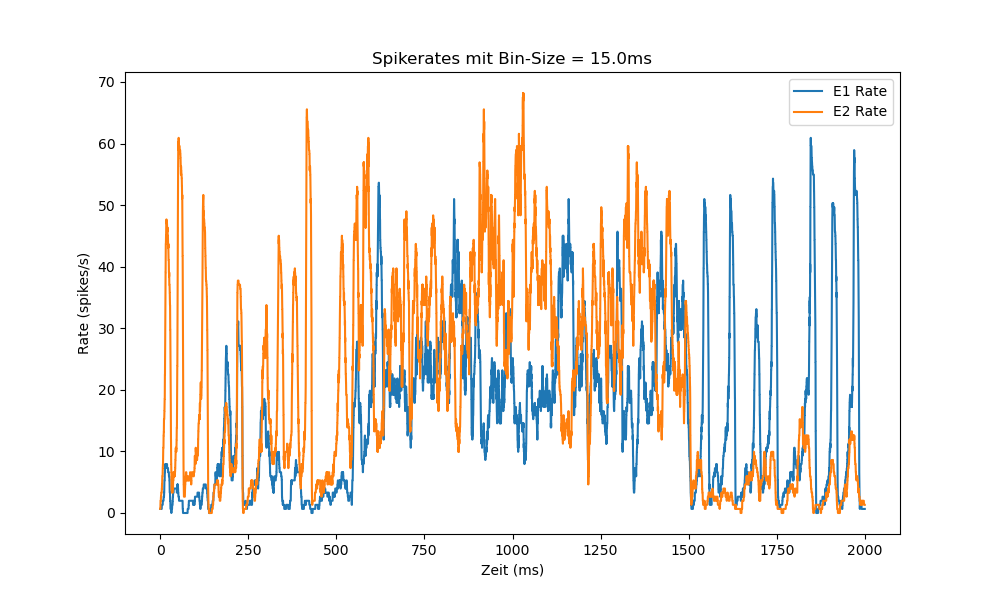 Spikerates mit Bin-Size = 15.0ms
E1 Rate
E2 Rate
Rate (spikes/s)
70
60
50
40
30
20
10
0
0 250 500 750 1000 1250 1500 1750 2000
Zeit (ms)